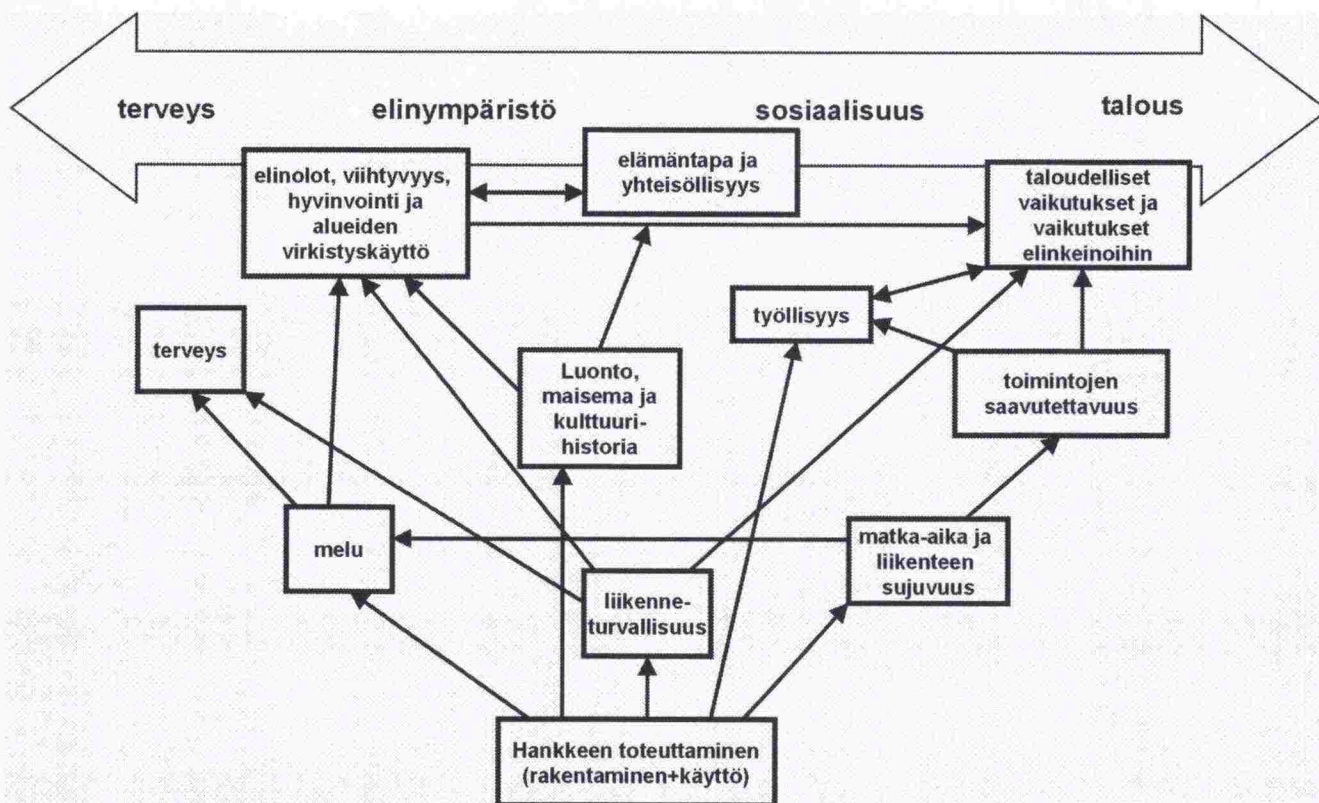 terveys elinympäristö sosiaalisuus talous
elinolot, viihtyvyys,
hyvinvointi ja
alueiden
virkistyskäyttö
elämäntapa ja
yhteisöllisyys
taloudelliset
vaikutukset ja
vaikutukset
elinkeinoihin
terveys
työllisyys
Luonto,
maisema ja
kulttuuri-
historia
toimintojen
saavutettavuus
melu
liikenne-
turvallisuus
matka-aika ja
liikenteen
sujuvuus
Hankkeen toteuttaminen
(rakentaminen+käyttö)